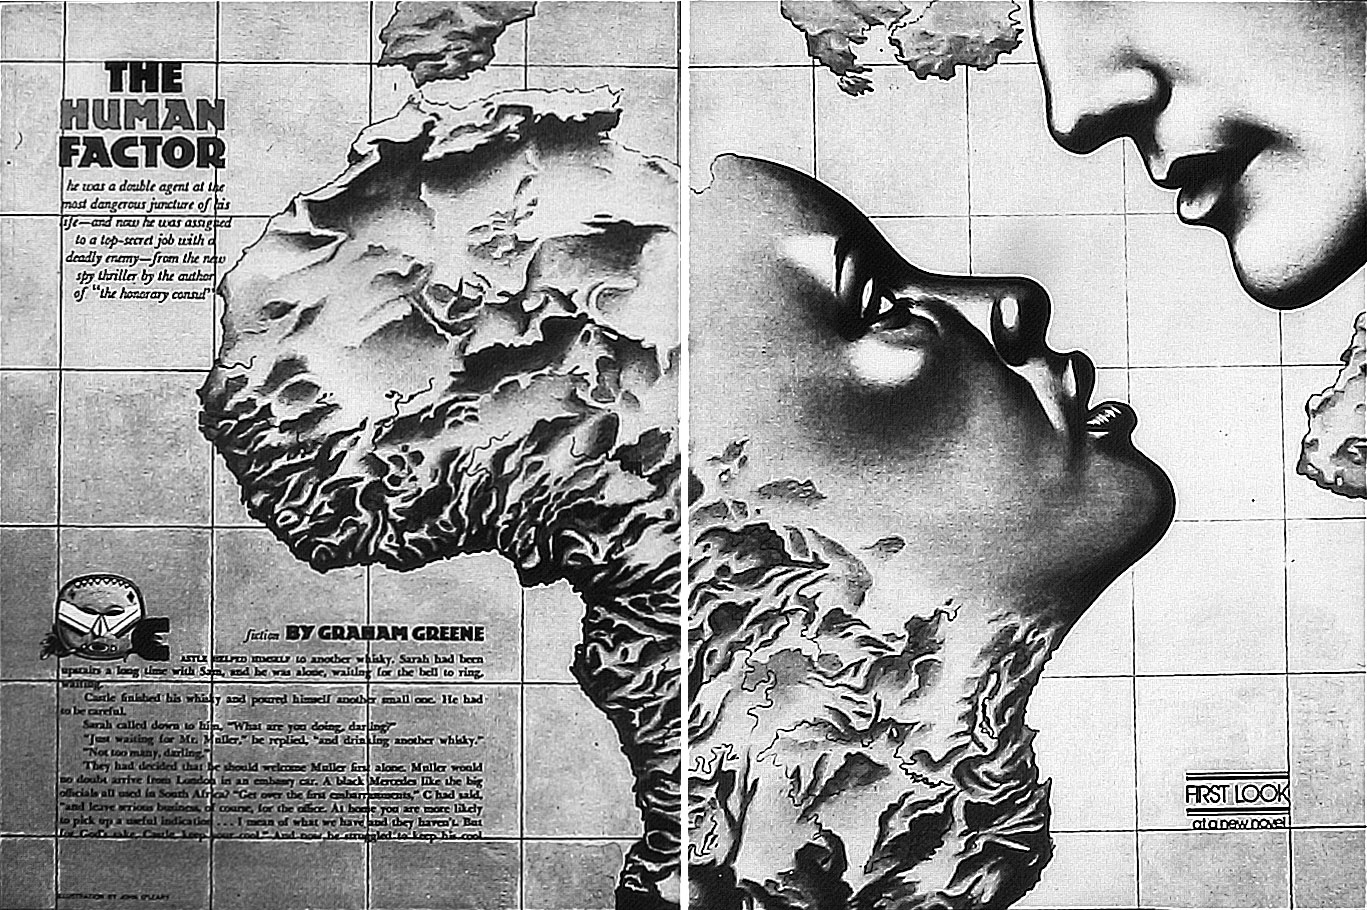 THE
HUMAN
FACTOR
he was a double agent at the
most dangerous juncture of his
life—and now he was assigned
to a top-secret job with a
deadly enemy—from the new
spy thriller by the author
of "the honorary consul"
fiction BY GRAHAM GREENE
ASTLE HELPED HIMSELF to another whisky. Sarah had been
upstairs a long time with Sam, and he was alone, waiting for the bell to ring,
waiting.
Castle finished his whisky and poured himself another small one. He had
to be careful.
Sarah called down to him, "What are you doing, darling?"
"Just waiting for Mr. Muller," he replied, "and drinking another whisky."
"Not too many, darling."
They had decided that he should welcome Muller first alone. Muller would
no doubt arrive from London in an embassy car. A black Mercedes like the big
officials all used in South Africa? "Get over the first embarrassments," C had said,
"and leave serious business, of course, for the office. At home you are more likely
to pick up a useful indication . . . I mean of what we have and they haven't. But
for God's sake, Castle, keep your cool." And now he struggled to keep his cool
ILLUSTRATION BY JOHN O'LEARY
FIRST LOOK
at a new novel